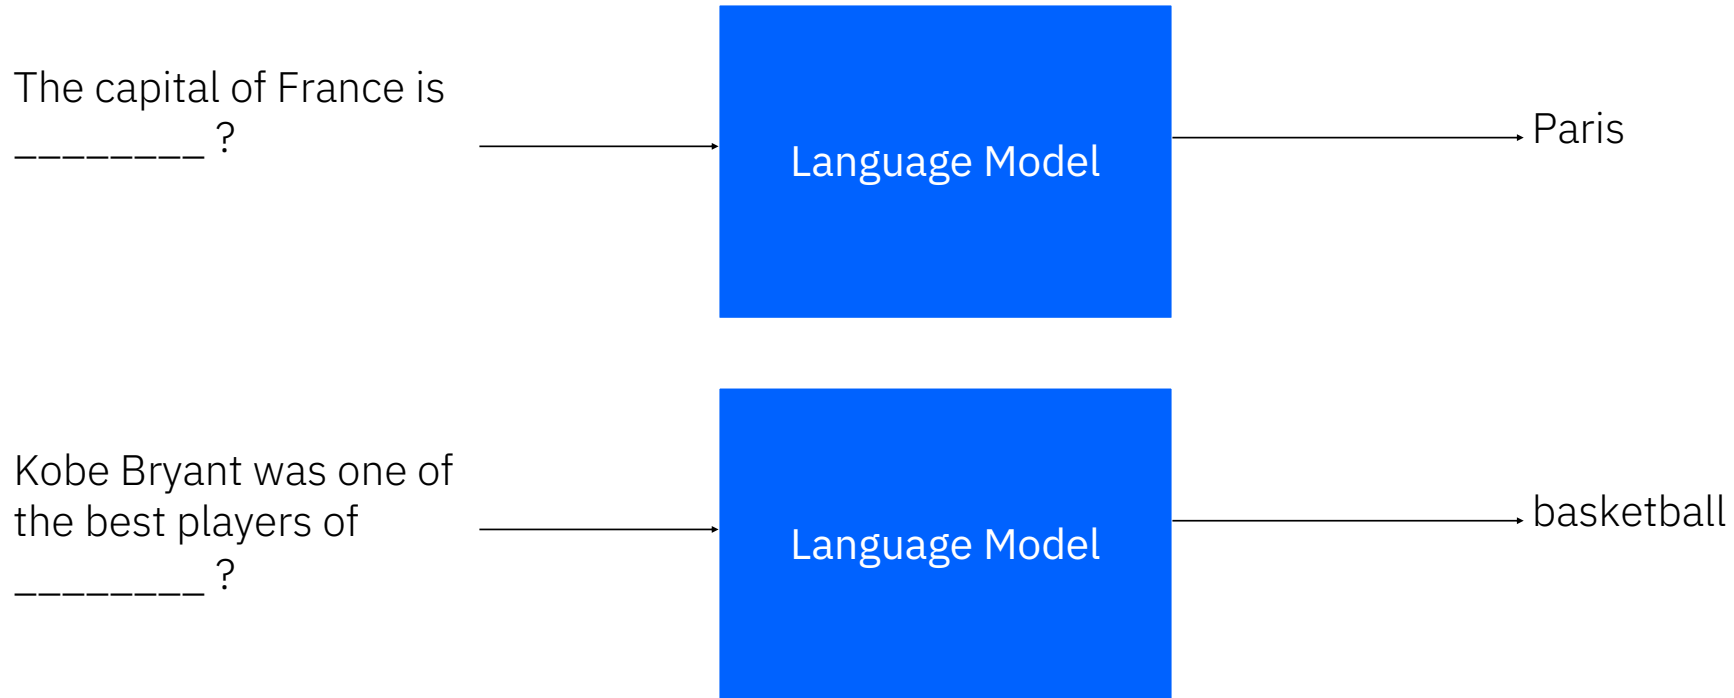 The capital of France is
________ ?
Language Model
Paris
Kobe Bryant was one of
the best players of
________ ?
Language Model
basketball